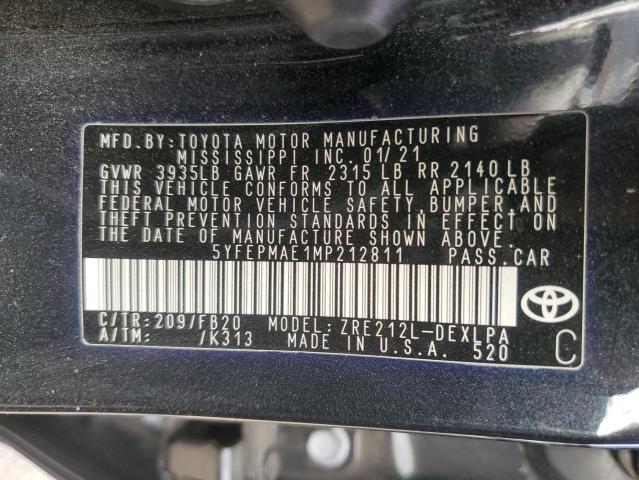 MFD.BY:TOYOTA MOTOR MANUFACTURING
MISSISSIPPI INC. 01/21
GVWR 3935LB GAWR FR 2315 LB RR 2140 LB
THIS VEHICLE CONFORMS TO ALL APPLICABLE
FEDERAL MOTOR VEHICLE SAFETY, BUMPER, AND
THEFT PREVENTION STANDARDS IN EFFECT ON
THE DATE OF MANUFACTURE SHOWN ABOVE.
5YFEPMAE1MP212811 PASS.CAR
C/TR:209/FB20 MODEL: ZRE212L-DEXLPA
A/TM: /K313 MADE IN U.S.A. 520
C